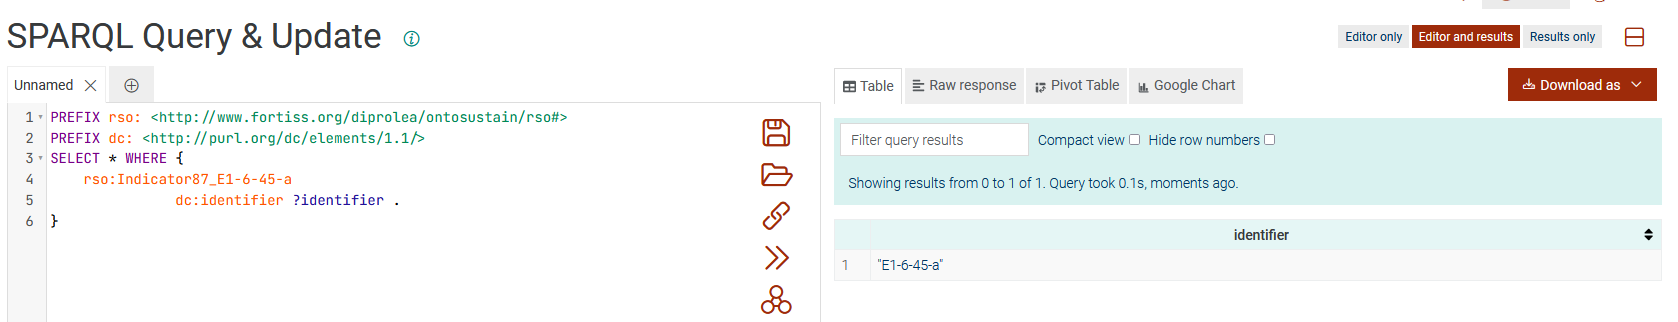 SPARQL Query & Update
Editor only
Editor and results
Results only
Unnamed
1 PREFIX rso: <http://www.fortiss.org/diprolea/ontosustain/rso#>
2 PREFIX dc: <http://purl.org/dc/elements/1.1/>
3 SELECT * WHERE {
4 rso:Indicator87_E1-6-45-a
5 dc:identifier ?identifier .
6 }
Table
Raw response
Pivot Table
Google Chart
Download as
Filter query results
Compact view
Hide row numbers
Showing results from 0 to 1 of 1. Query took 0.1s, moments ago.
identifier
1 "E1-6-45-a"